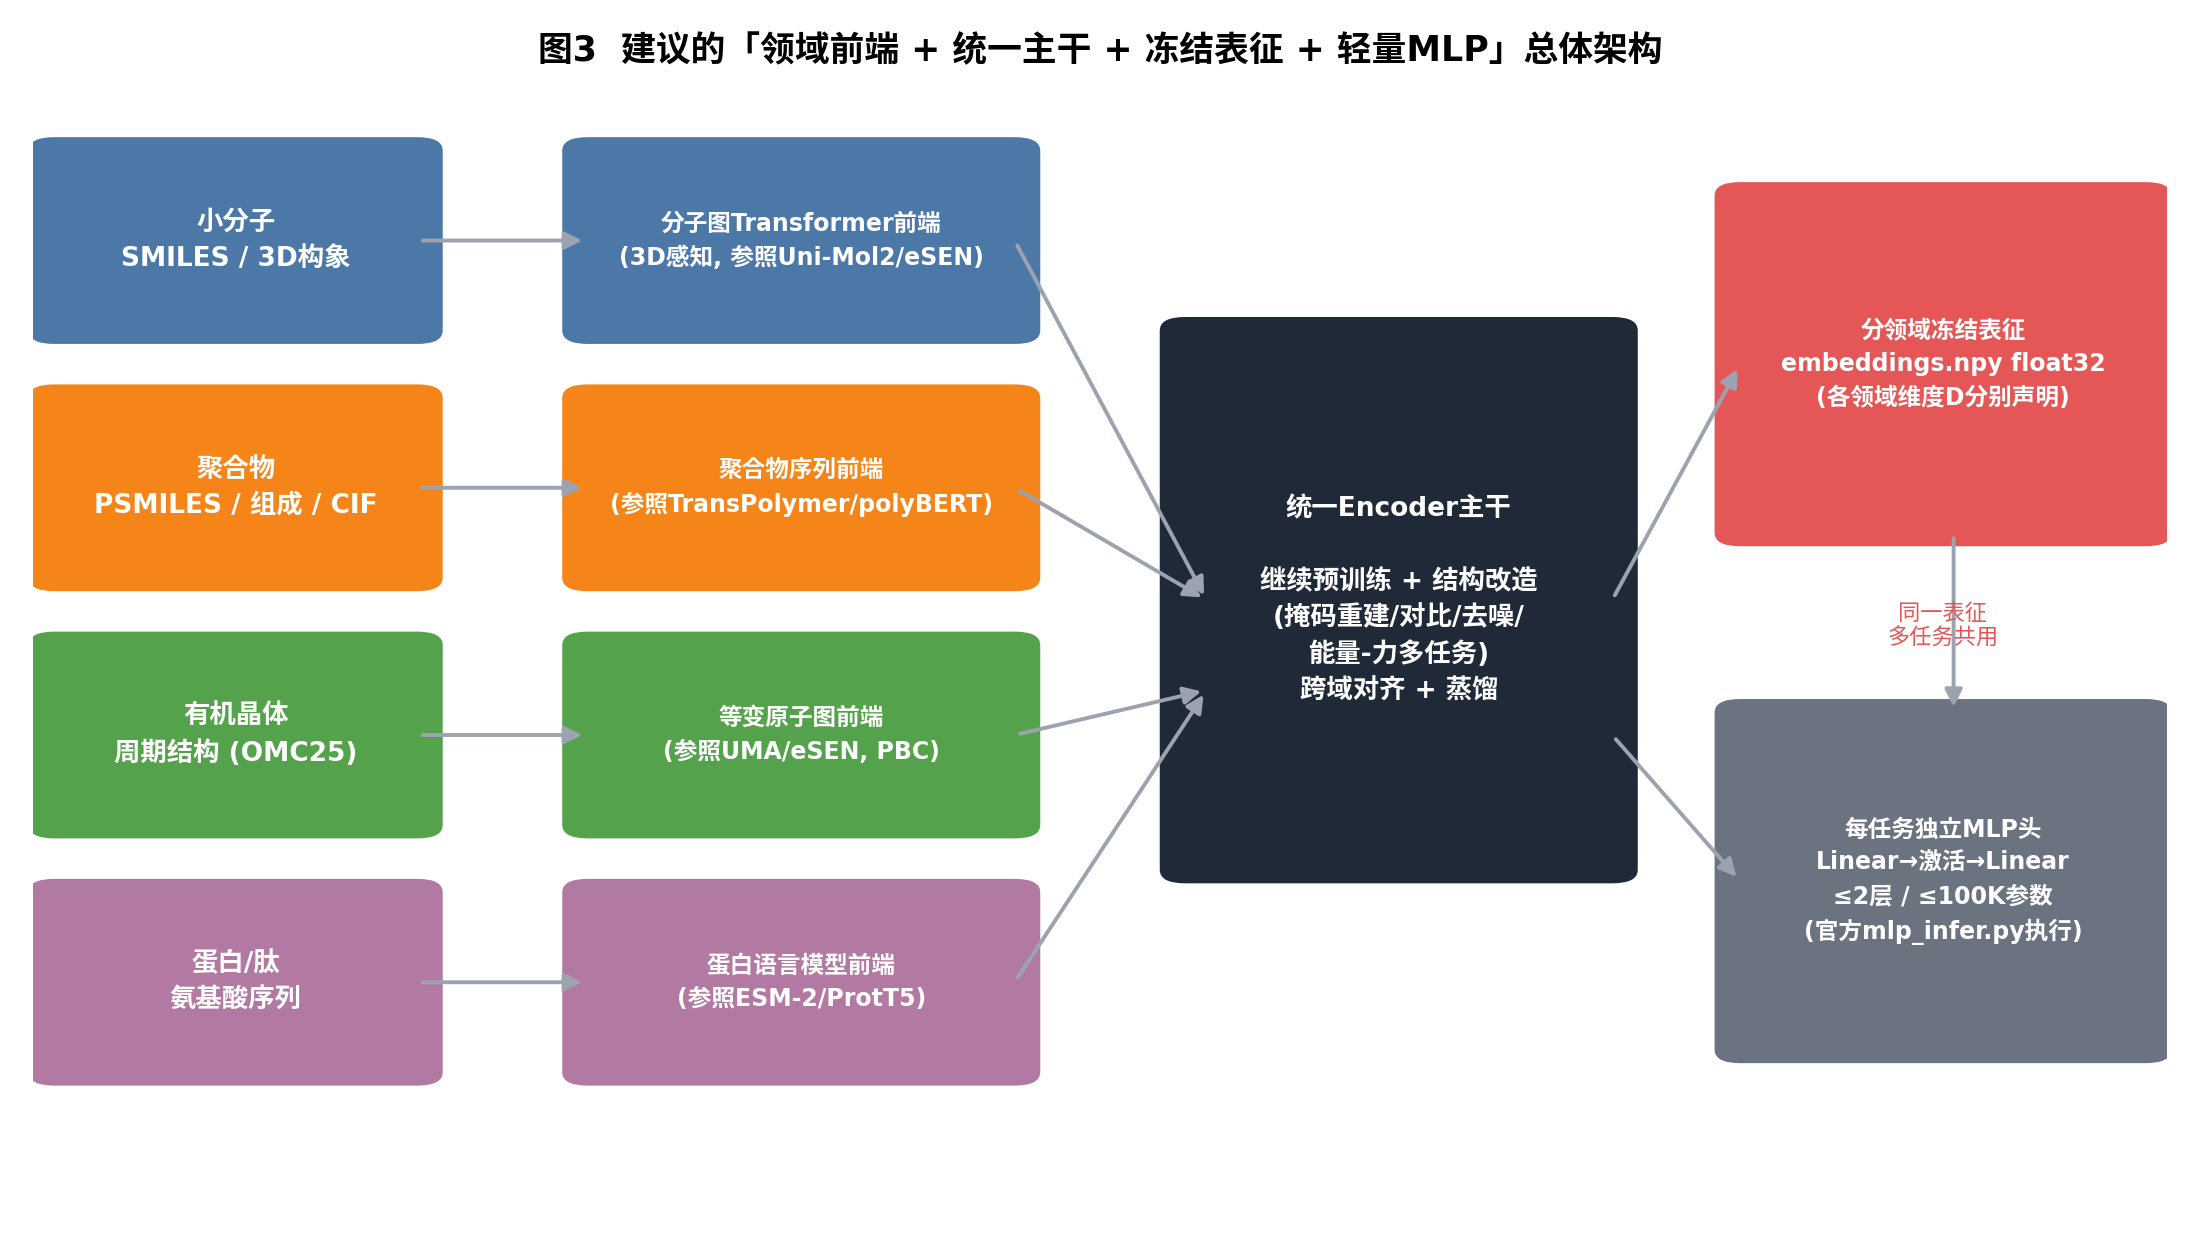 图3  建议的「领域前端 + 统一主干 + 冻结表征 + 轻量MLP」总体架构
小分子
SMILES / 3D构象
分子图Transformer前端
(3D感知, 参照Uni-Mol2/eSEN)
聚合物
PSMILES / 组成 / CIF
聚合物序列前端
(参照TransPolymer/polyBERT)
有机晶体
周期结构 (OMC25)
等变原子图前端
(参照UMA/eSEN, PBC)
蛋白/肽
氨基酸序列
蛋白语言模型前端
(参照ESM-2/ProtT5)
统一Encoder主干
继续预训练 + 结构改造
(掩码重建/对比/去噪/
能量-力多任务)
跨域对齐 + 蒸馏
分领域冻结表征
embeddings.npy float32
(各领域维度D分别声明)
同一表征
多任务共用
每任务独立MLP头
Linear→激活→Linear
≤2层 / ≤100K参数
(官方mlp_infer.py执行)